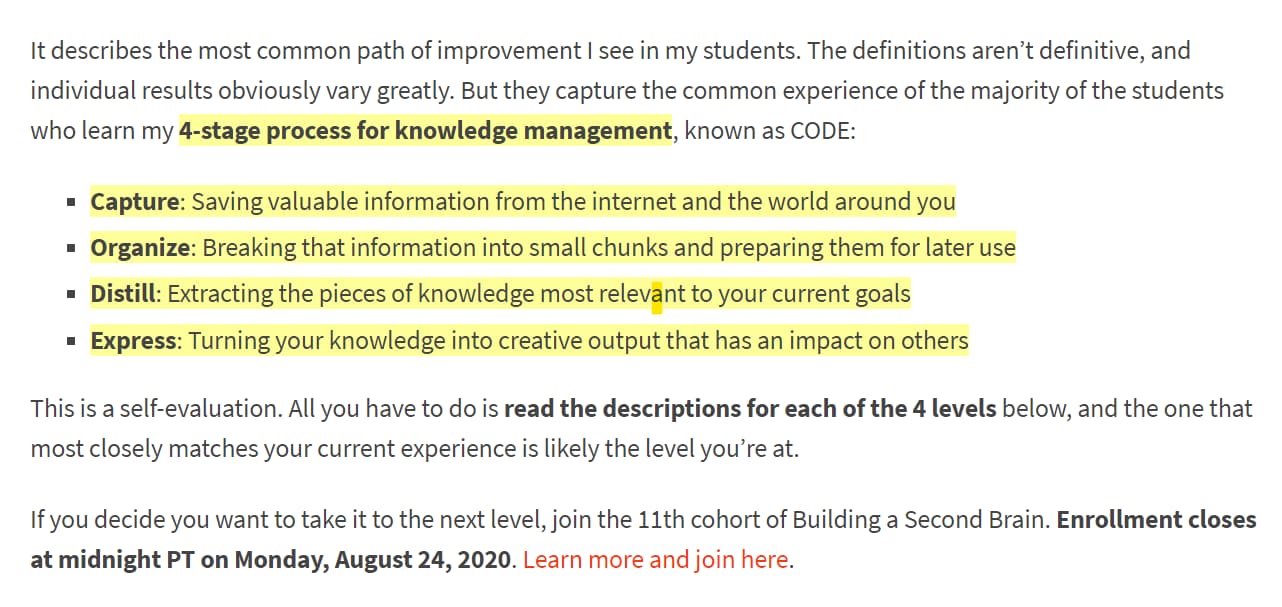 It describes the most common path of improvement I see in my students. The definitions aren’t definitive, and
individual results obviously vary greatly. But they capture the common experience of the majority of the students
who learn my 4-stage process for knowledge management, known as CODE:
▪ Capture: Saving valuable information from the internet and the world around you
▪ Organize: Breaking that information into small chunks and preparing them for later use
▪ Distill: Extracting the pieces of knowledge most relevant to your current goals
▪ Express: Turning your knowledge into creative output that has an impact on others
This is a self-evaluation. All you have to do is read the descriptions for each of the 4 levels below, and the one that
most closely matches your current experience is likely the level you’re at.
If you decide you want to take it to the next level, join the 11th cohort of Building a Second Brain. Enrollment closes
at midnight PT on Monday, August 24, 2020. Learn more and join here.